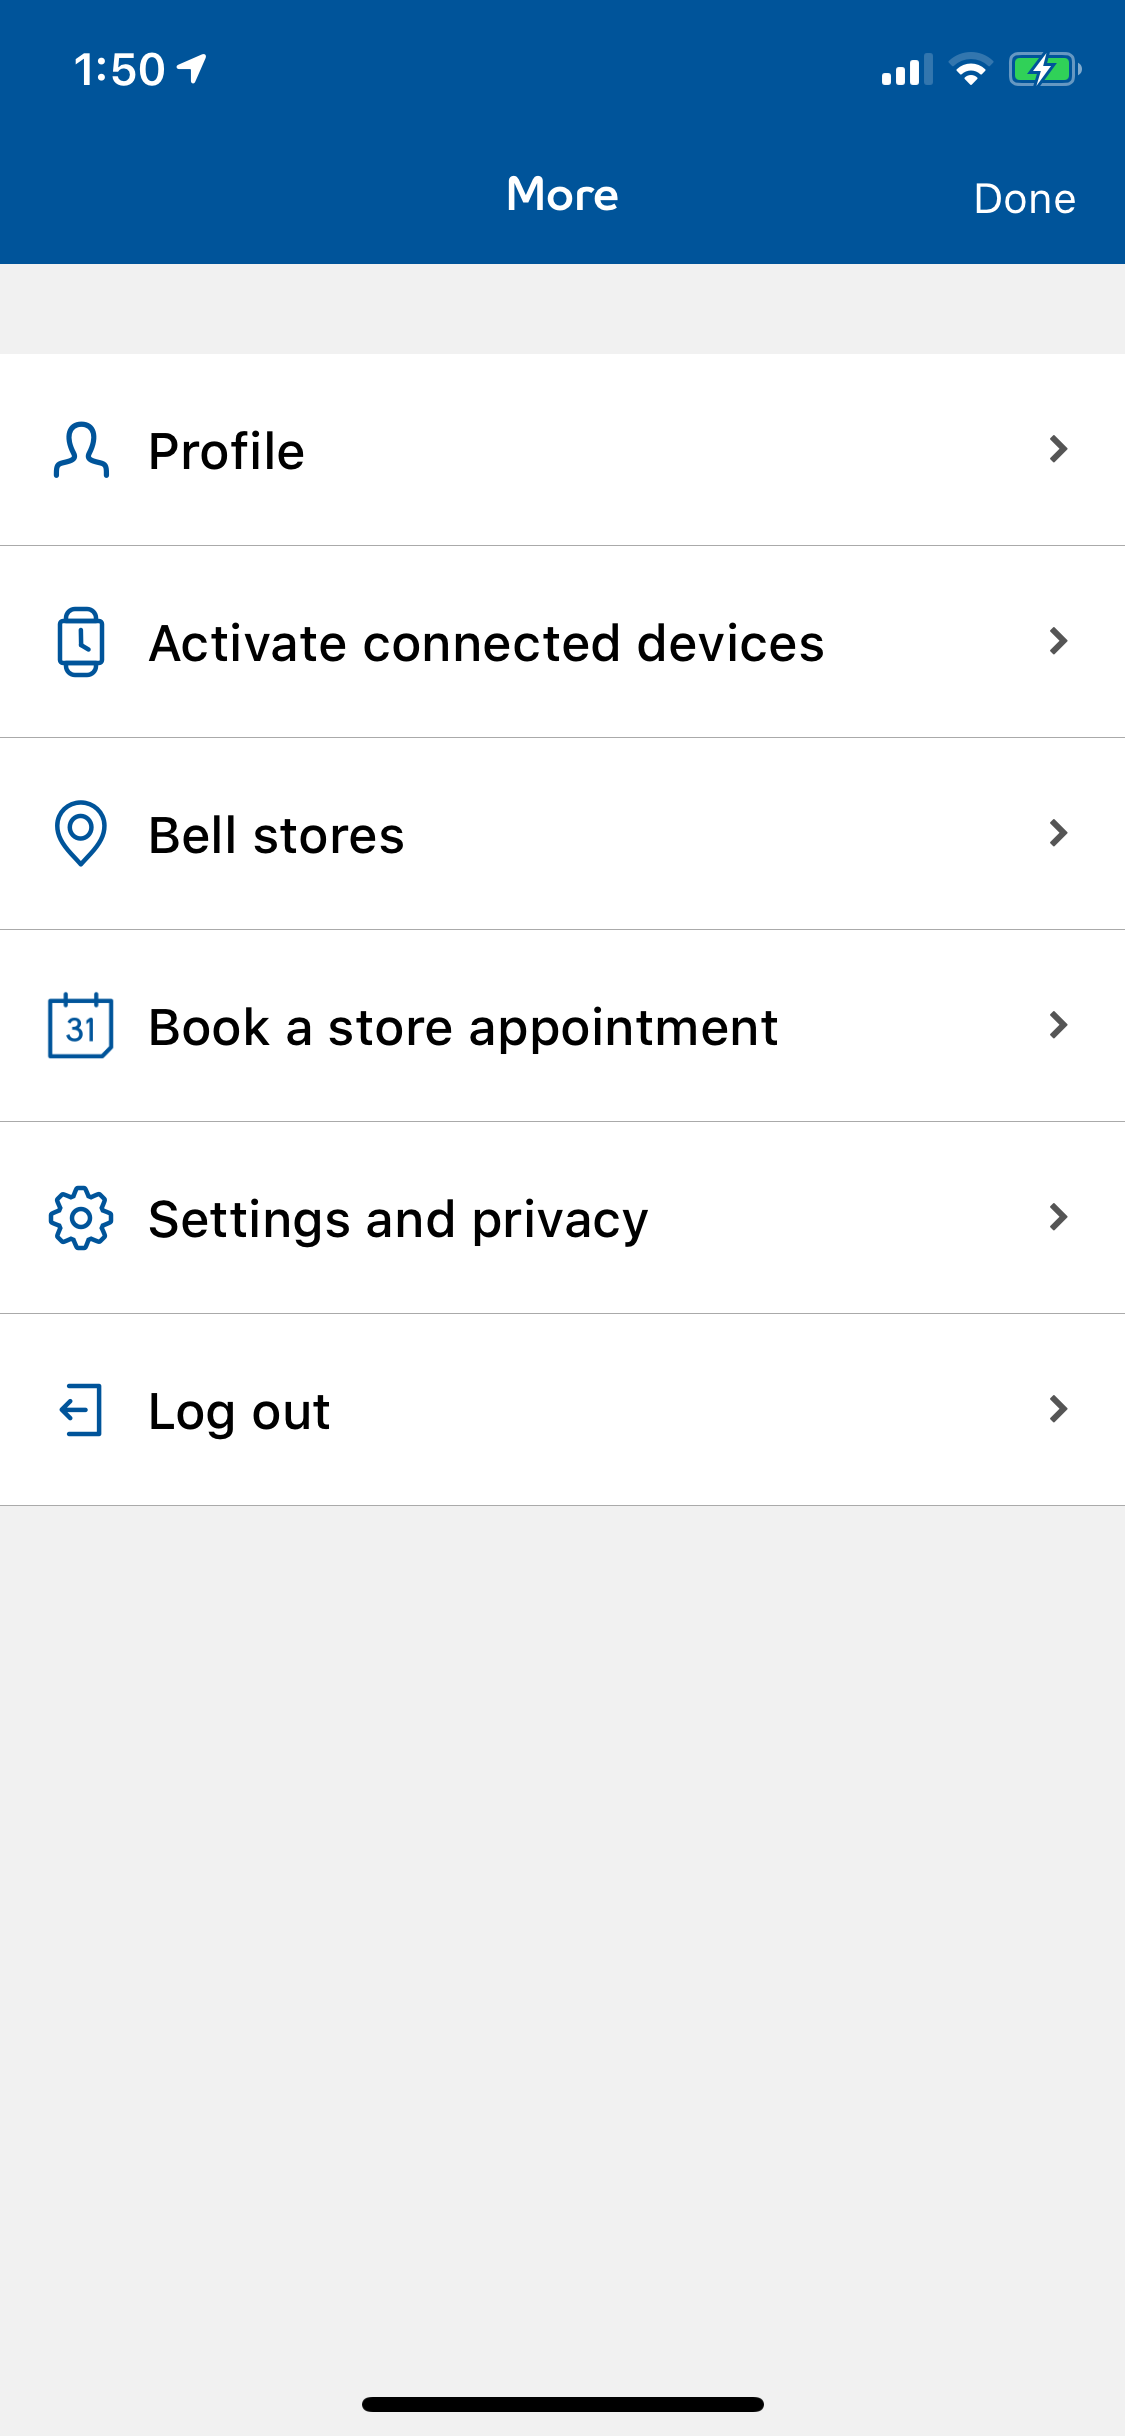 1:50
More
Done
Profile
Activate connected devices
Bell stores
31
Book a store appointment
Settings and privacy
Log out